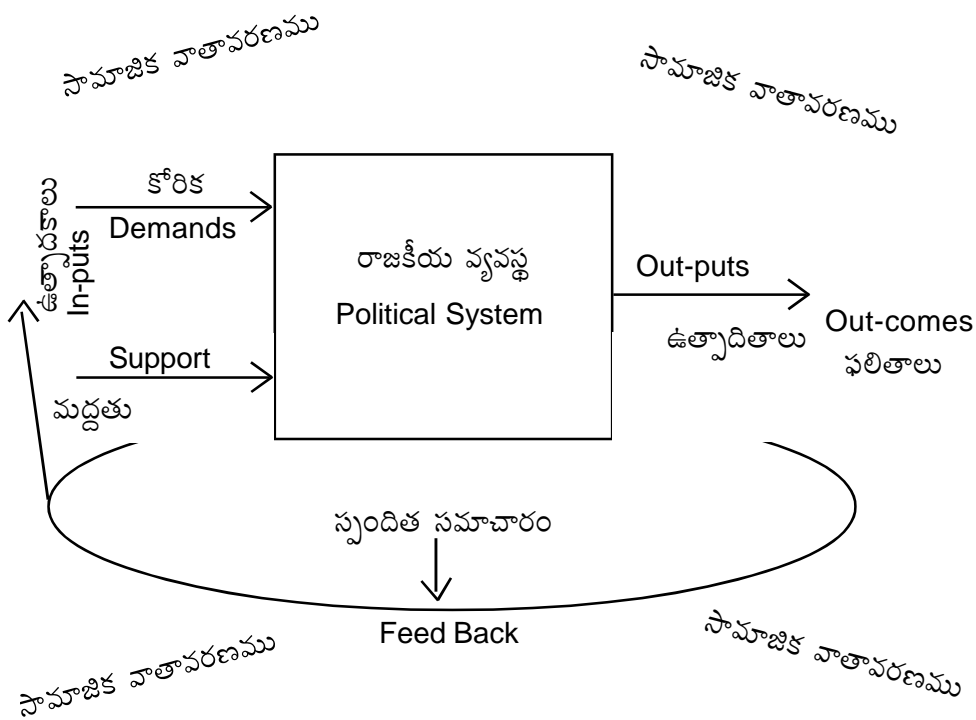 సామాజిక వాతావరణము
సామాజిక వాతావరణము
ఉత్పాదకాలు
In-puts
కోరిక
Demands
రాజకీయ వ్యవస్థ
Political System
Out-puts
ఉత్పాదితాలు
Out-comes
ఫలితాలు
Support
మద్దతు
స్పందిత సమాచారం
Feed Back
సామాజిక వాతావరణము
సామాజిక వాతావరణము